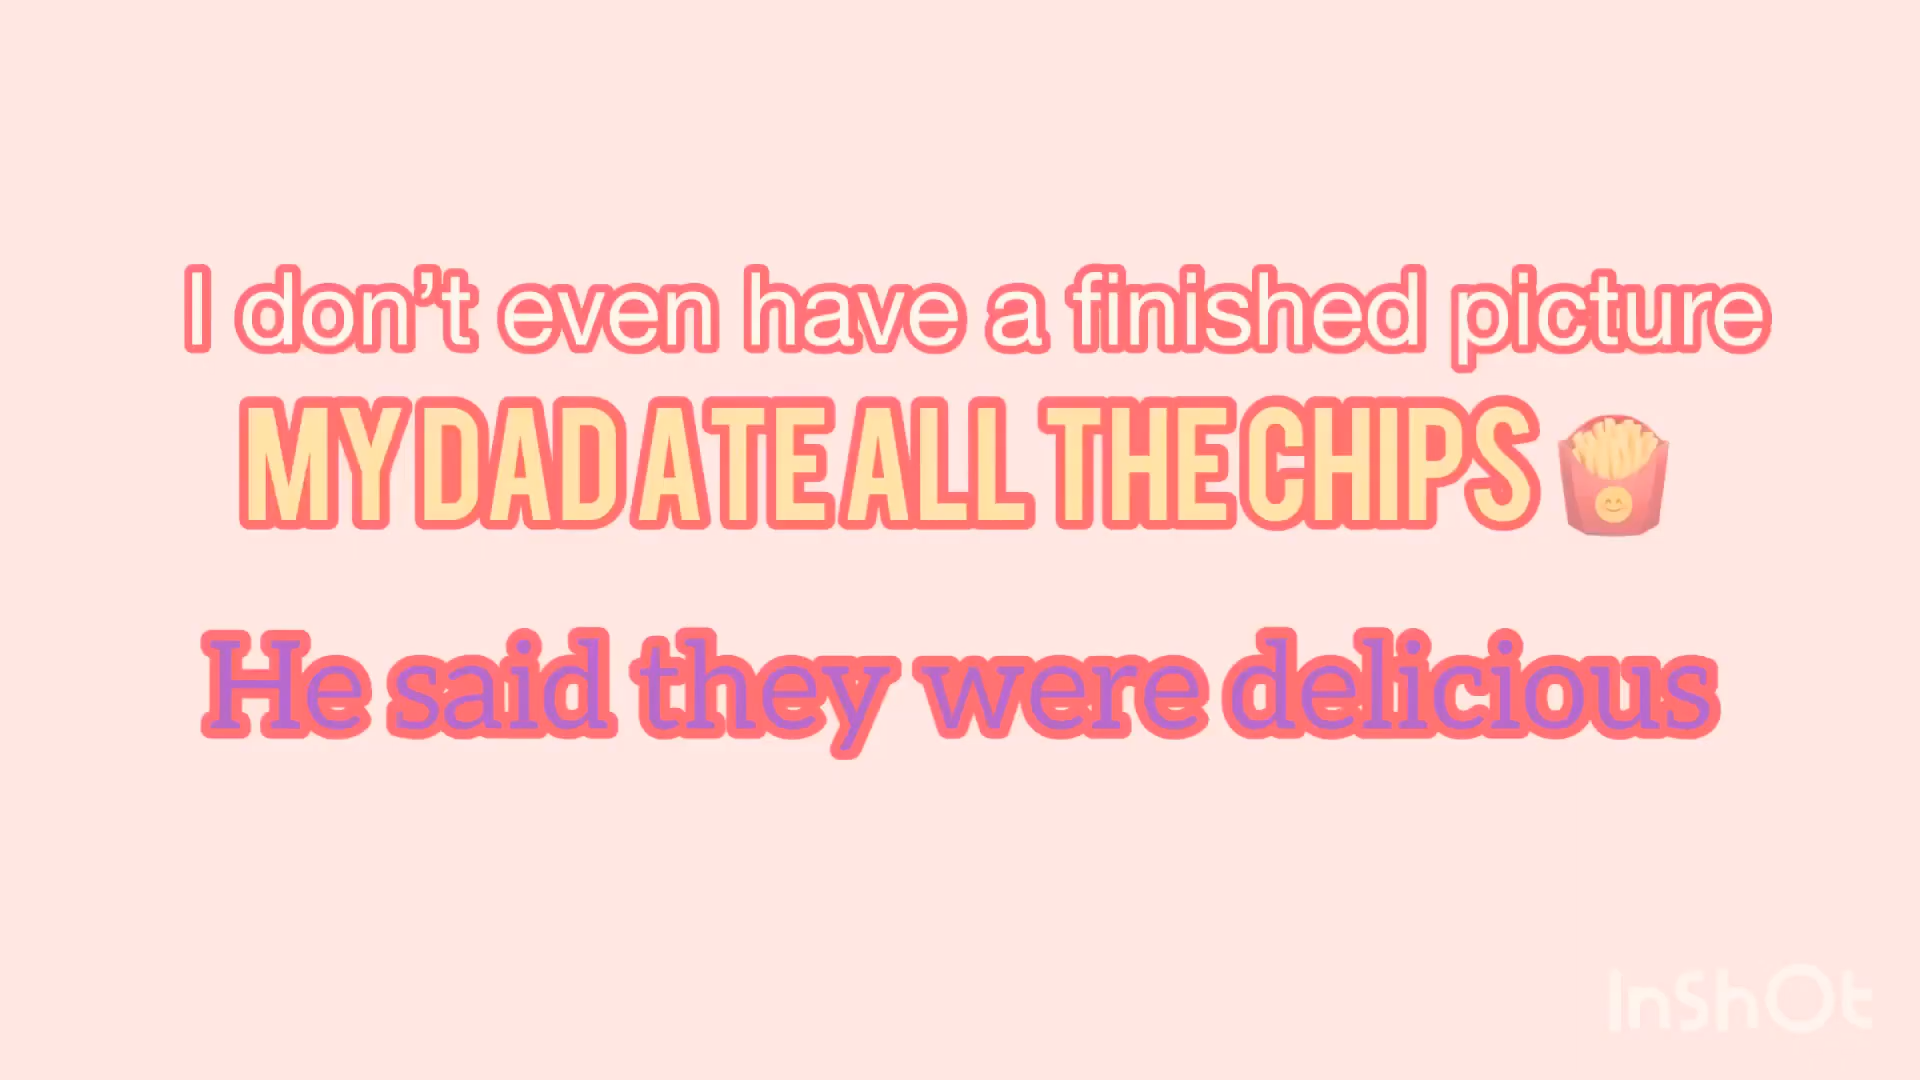 I don't even have a finished picture
MY DAD ATE ALL THE CHIPS
He said they were delicious
InShOt